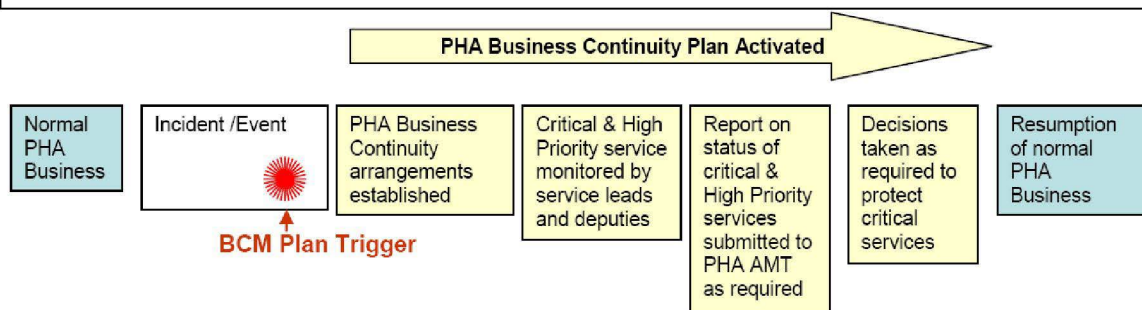 PHA Business Continuity Plan Activated
Normal
PHA
Business
Incident /Event
BCM Plan Trigger
PHA Business
Continuity
arrangements
established
Critical & High
Priority service
monitored by
service leads
and deputies
Report on
status of
critical &
High Priority
services
submitted to
PHA AMT
as required
Decisions
taken as
required to
protect
critical
services
Resumption
of normal
PHA
Business